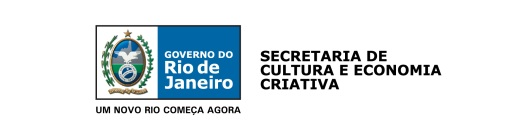 GOVERNO DO
Rio de
Janeiro
UM NOVO RIO COMEÇA AGORA
SECRETARIA DE
CULTURA E ECONOMIA
CRIATIVA